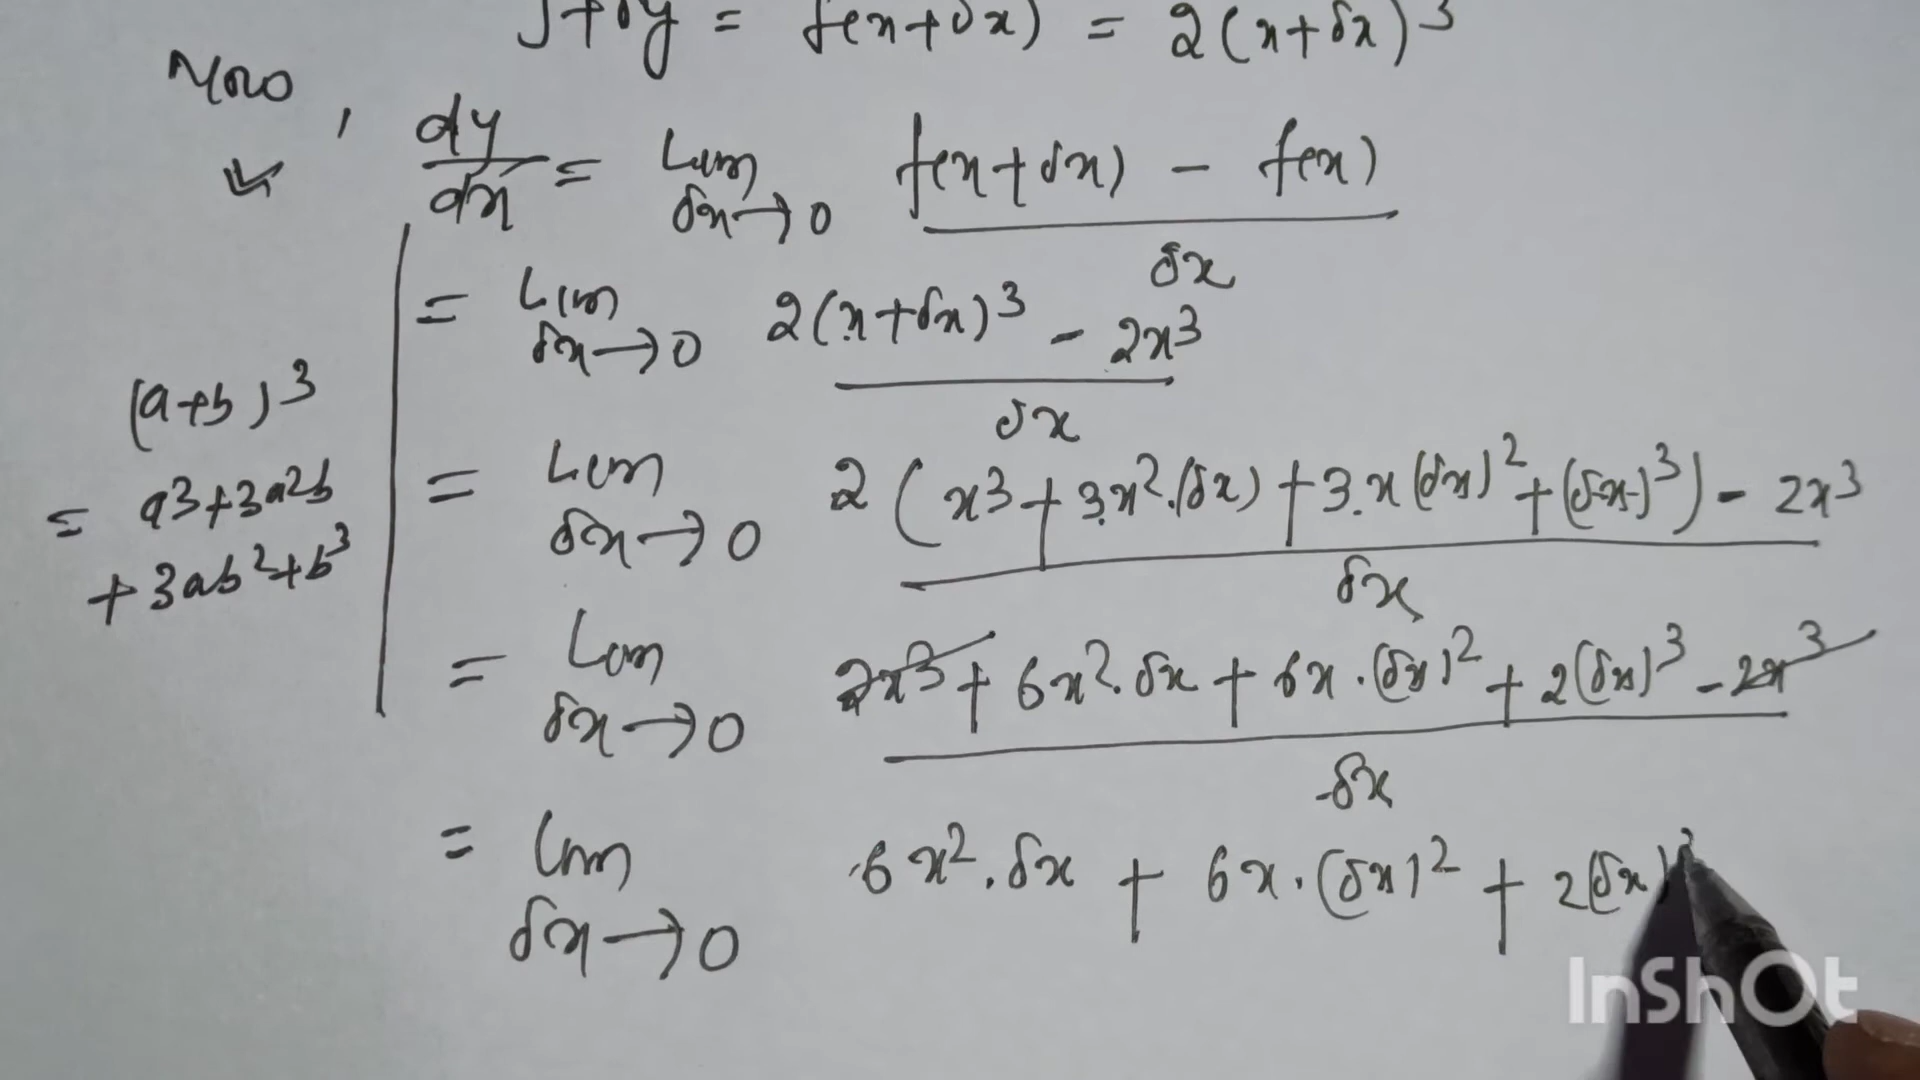 y+δy = f(x+δx) = 2(x+δx)³
Now,
dy/dx = Lim δx→0 f(x+δx) - f(x) / δx
= Lim δx→0 2(x+δx)³ - 2x³ / δx
(a+b)³
= a³+3a²b
+3ab²+b³
= Lim δx→0 2(x³+3x².(δx)+3.x(δx)²+(δx)³) - 2x³ / δx
= Lim δx→0 2x³+6x².δx+6x.(δx)²+2(δx)³-2x³ / δx
= Lim δx→0 6x².δx + 6x.(δx)² + 2(δx)³
InShOt